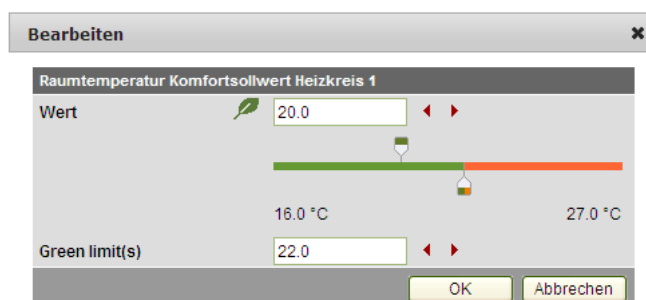 Bearbeiten
Raumtemperatur Komfortsollwert Heizkreis 1
Wert 20.0
16.0 °C 27.0 °C
Green limit(s) 22.0
OK Abbrechen